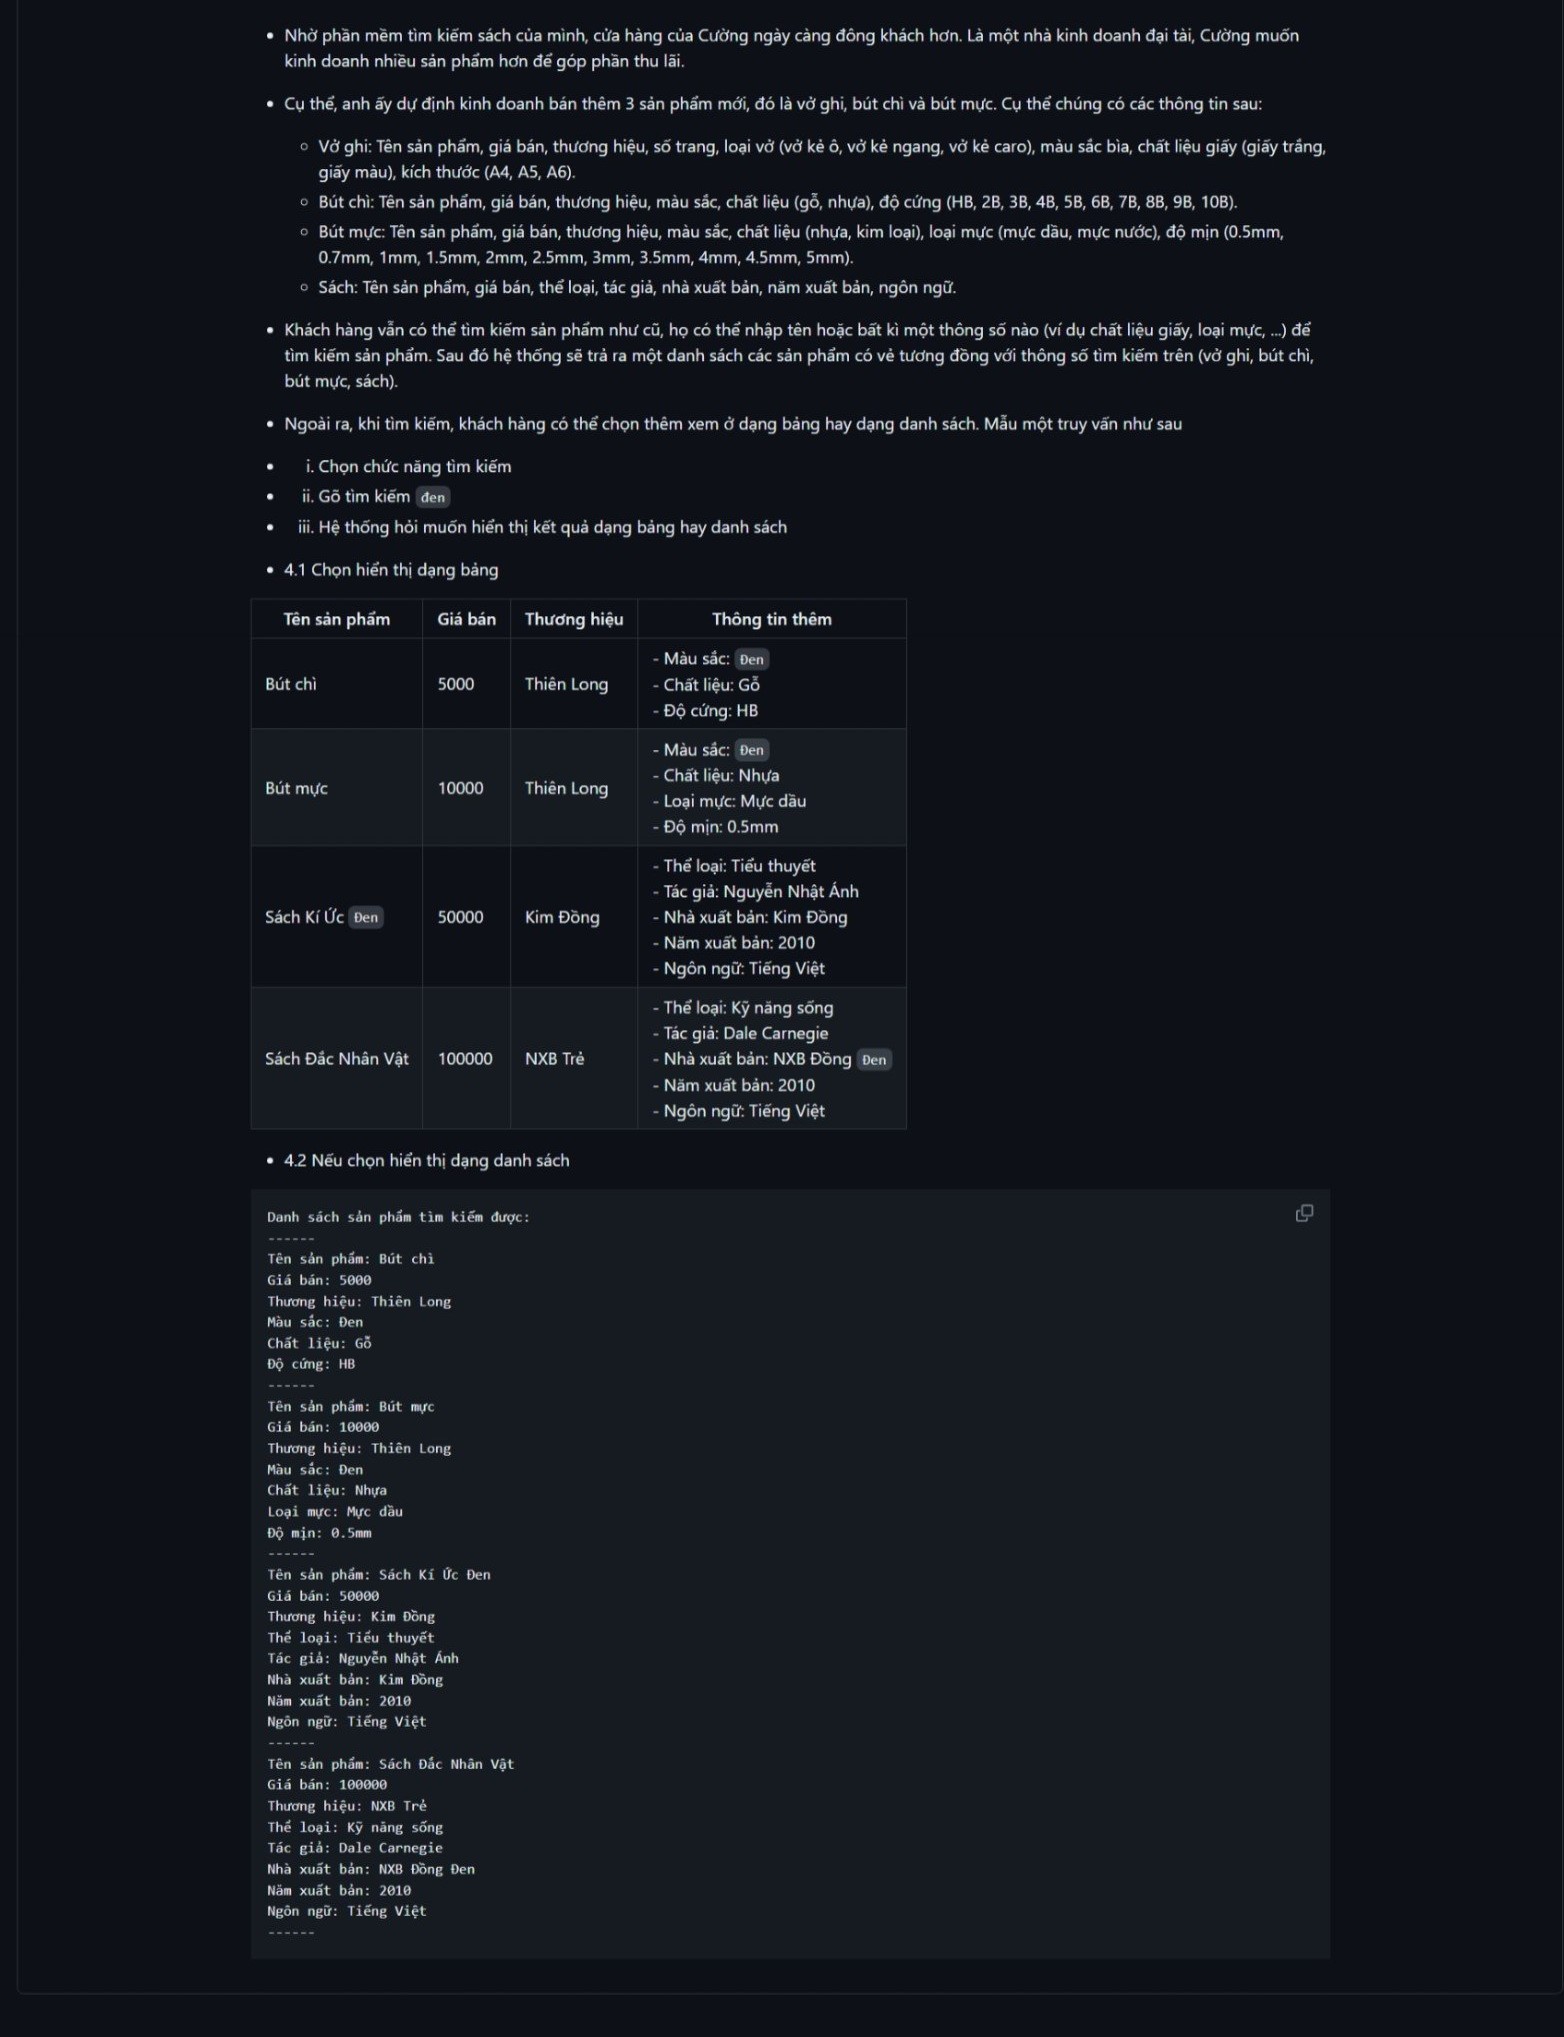 Nhờ phần mềm tìm kiếm sách của mình, cửa hàng của Cường ngày càng đông khách hơn. Là một nhà kinh doanh đại tài, Cường muốn
kinh doanh nhiều sản phẩm hơn để góp phần thu lãi.
Cụ thể, anh ấy dự định kinh doanh bán thêm 3 sản phẩm mới, đó là vở ghi, bút chì và bút mực. Cụ thể chúng có các thông tin sau:
Vở ghi: Tên sản phẩm, giá bán, thương hiệu, số trang, loại vở (vở kẻ ô, vở kẻ ngang, vở kẻ caro), màu sắc bìa, chất liệu giấy (giấy trắng,
giấy màu), kích thước (A4, A5, A6).
Bút chì: Tên sản phẩm, giá bán, thương hiệu, màu sắc, chất liệu (gỗ, nhựa), độ cứng (HB, 2B, 3B, 4B, 5B, 6B, 7B, 8B, 9B, 10B).
Bút mực: Tên sản phẩm, giá bán, thương hiệu, màu sắc, chất liệu (nhựa, kim loại), loại mực (mực dầu, mực nước), độ mịn (0.5mm,
0.7mm, 1mm, 1.5mm, 2mm, 2.5mm, 3mm, 3.5mm, 4mm, 4.5mm, 5mm).
Sách: Tên sản phẩm, giá bán, thể loại, tác giả, nhà xuất bản, năm xuất bản, ngôn ngữ.
Khách hàng vẫn có thể tìm kiếm sản phẩm như cũ, họ có thể nhập tên hoặc bất kì một thông số nào (ví dụ chất liệu giấy, loại mực, ...) để
tìm kiếm sản phẩm. Sau đó hệ thống sẽ trả ra một danh sách các sản phẩm có vẻ tương đồng với thông số tìm kiếm trên (vở ghi, bút chì,
bút mực, sách).
Ngoài ra, khi tìm kiếm, khách hàng có thể chọn thêm xem ở dạng bảng hay dạng danh sách. Mẫu một truy vấn như sau
i. Chọn chức năng tìm kiếm
ii. Gõ tìm kiếm đen
iii. Hệ thống hỏi muốn hiển thị kết quả dạng bảng hay danh sách
4.1 Chọn hiển thị dạng bảng
Tên sản phẩm Giá bán Thương hiệu Thông tin thêm
Bút chì 5000 Thiên Long
- Màu sắc: Đen
- Chất liệu: Gỗ
- Độ cứng: HB
Bút mực 10000 Thiên Long
- Màu sắc: Đen
- Chất liệu: Nhựa
- Loại mực: Mực dầu
- Độ mịn: 0.5mm
Sách Kí Ức Đen 50000 Kim Đồng
- Thể loại: Tiểu thuyết
- Tác giả: Nguyễn Nhật Ánh
- Nhà xuất bản: Kim Đồng
- Năm xuất bản: 2010
- Ngôn ngữ: Tiếng Việt
Sách Đắc Nhân Vật 100000 NXB Trẻ
- Thể loại: Kỹ năng sống
- Tác giả: Dale Carnegie
- Nhà xuất bản: NXB Đồng Đen
- Năm xuất bản: 2010
- Ngôn ngữ: Tiếng Việt
4.2 Nếu chọn hiển thị dạng danh sách
Danh sách sản phẩm tìm kiếm được:
------
Tên sản phẩm: Bút chì
Giá bán: 5000
Thương hiệu: Thiên Long
Màu sắc: Đen
Chất liệu: Gỗ
Độ cứng: HB
------
Tên sản phẩm: Bút mực
Giá bán: 10000
Thương hiệu: Thiên Long
Màu sắc: Đen
Chất liệu: Nhựa
Loại mực: Mực dầu
Độ mịn: 0.5mm
------
Tên sản phẩm: Sách Kí Ức Đen
Giá bán: 50000
Thương hiệu: Kim Đồng
Thể loại: Tiểu thuyết
Tác giả: Nguyễn Nhật Ánh
Nhà xuất bản: Kim Đồng
Năm xuất bản: 2010
Ngôn ngữ: Tiếng Việt
------
Tên sản phẩm: Sách Đắc Nhân Vật
Giá bán: 100000
Thương hiệu: NXB Trẻ
Thể loại: Kỹ năng sống
Tác giả: Dale Carnegie
Nhà xuất bản: NXB Đồng Đen
Năm xuất bản: 2010
Ngôn ngữ: Tiếng Việt
------